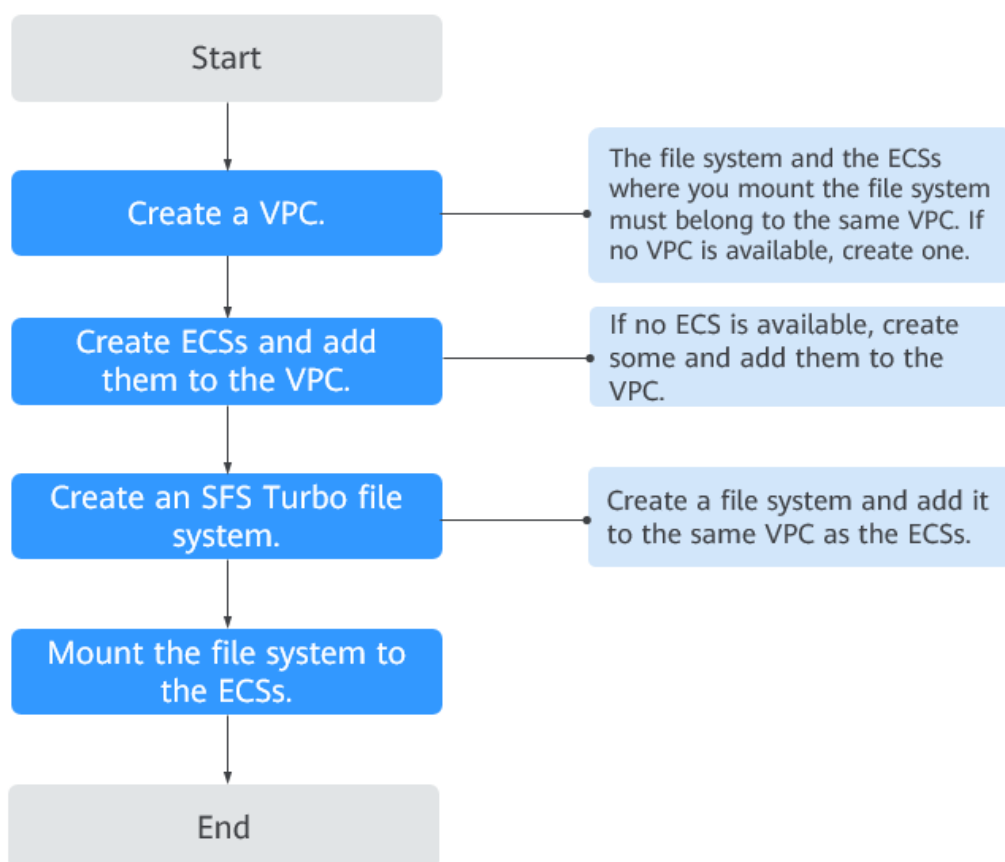 Start
Create a VPC.
The file system and the ECSs
where you mount the file system
must belong to the same VPC. If
no VPC is available, create one.
Create ECSs and add
them to the VPC.
If no ECS is available, create
some and add them to the
VPC.
Create an SFS Turbo file
system.
Create a file system and add it
to the same VPC as the ECSs.
Mount the file system to
the ECSs.
End